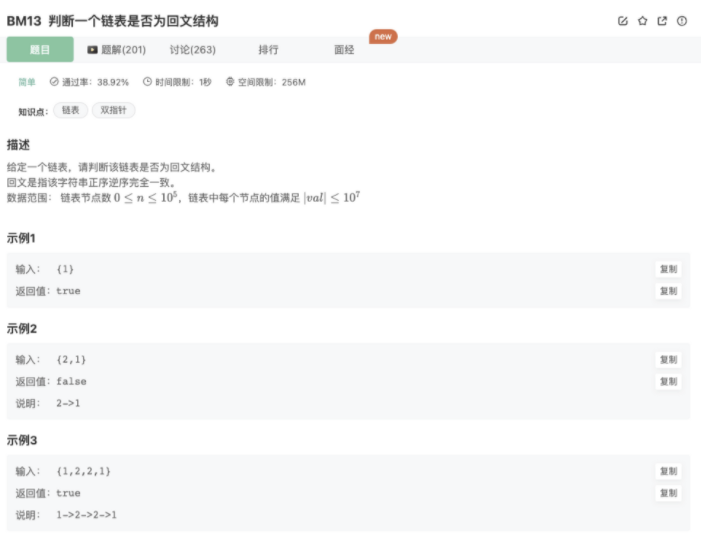 BM13 判断一个链表是否为回文结构
题目 题解(201) 讨论(263) 排行 面经 new
简单 通过率：38.92% 时间限制：1秒 空间限制：256M
知识点： 链表 双指针
描述
给定一个链表，请判断该链表是否为回文结构。
回文是指该字符串正序逆序完全一致。
数据范围： 链表节点数 0 ≤ n ≤ 10⁵，链表中每个节点的值满足 |val| ≤ 10⁷
示例1
输入： {1} 复制
返回值：true 复制
示例2
输入： {2,1} 复制
返回值：false 复制
说明： 2->1
示例3
输入： {1,2,2,1} 复制
返回值：true 复制
说明： 1->2->2->1